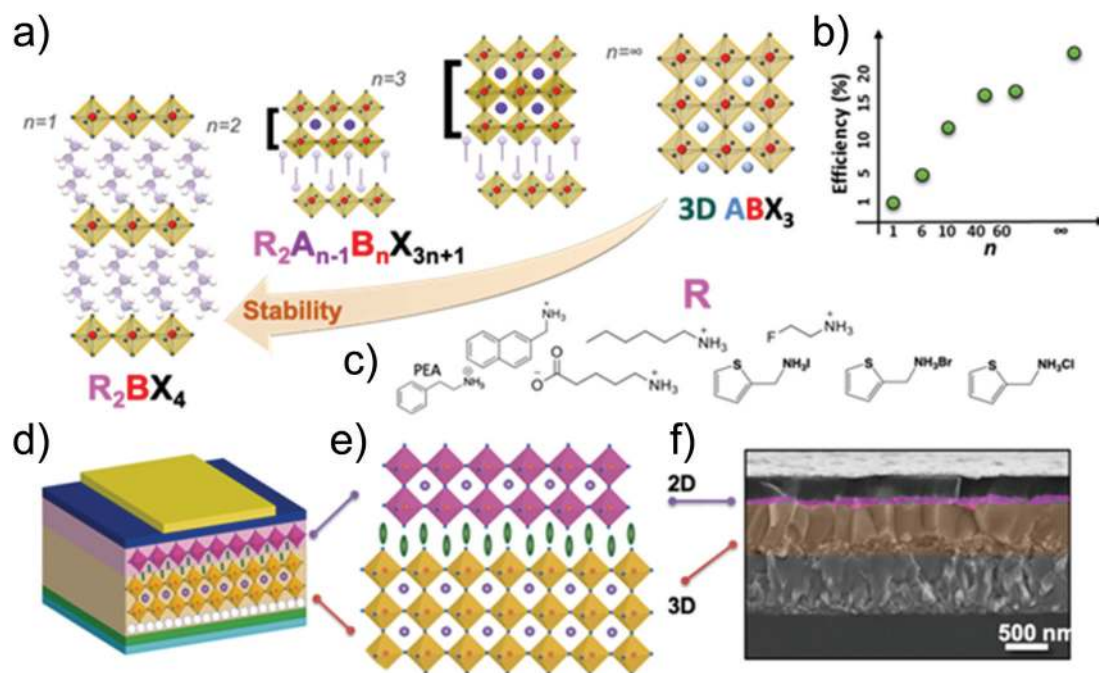 a)
n=1
n=2
n=3
n=∞
R₂BX₄
R₂Aₙ₋₁BₙX₃ₙ₊₁
3D ABX₃
Stability
b)
Efficiency (%)
20
15
10
5
1
1 6 10 40 60 ∞
n
R
c)
NH₃⁺
NH₃⁺
F NH₃⁺
PEA
NH₃⊕
O
⁻O NH₃⁺
S NH₃I
S NH₃Br
S NH₃Cl
d)
e)
2D
3D
f)
500 nm